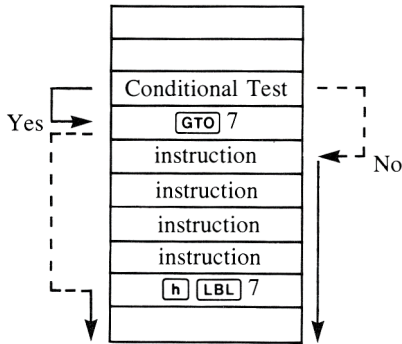 Conditional Test
Yes
GTO 7
instruction
No
instruction
instruction
instruction
h LBL 7